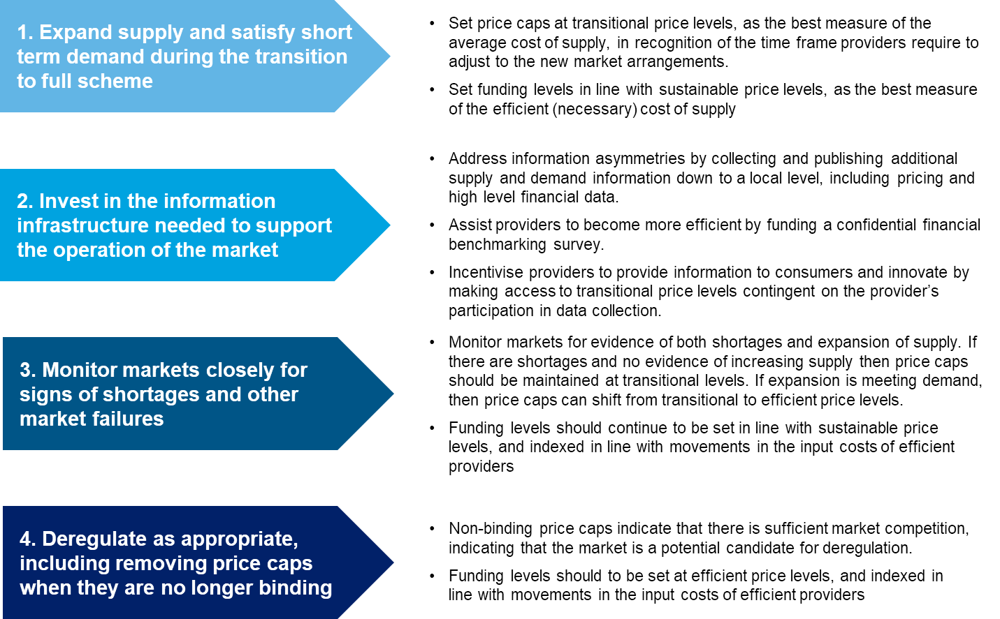 1. Expand supply and satisfy short
term demand during the transition
to full scheme
• Set price caps at transitional price levels, as the best measure of the
average cost of supply, in recognition of the time frame providers require to
adjust to the new market arrangements.
• Set funding levels in line with sustainable price levels, as the best measure
of the efficient (necessary) cost of supply
2. Invest in the information
infrastructure needed to support
the operation of the market
• Address information asymmetries by collecting and publishing additional
supply and demand information down to a local level, including pricing and
high level financial data.
• Assist providers to become more efficient by funding a confidential financial
benchmarking survey.
• Incentivise providers to provide information to consumers and innovate by
making access to transitional price levels contingent on the provider’s
participation in data collection.
3. Monitor markets closely for
signs of shortages and other
market failures
• Monitor markets for evidence of both shortages and expansion of supply. If
there are shortages and no evidence of increasing supply then price caps
should be maintained at transitional levels. If expansion is meeting demand,
then price caps can shift from transitional to efficient price levels.
• Funding levels should continue to be set in line with sustainable price
levels, and indexed in line with movements in the input costs of efficient
providers
4. Deregulate as appropriate,
including removing price caps
when they are no longer binding
• Non-binding price caps indicate that there is sufficient market competition,
indicating that the market is a potential candidate for deregulation.
• Funding levels should to be set at efficient price levels, and indexed in
line with movements in the input costs of efficient providers